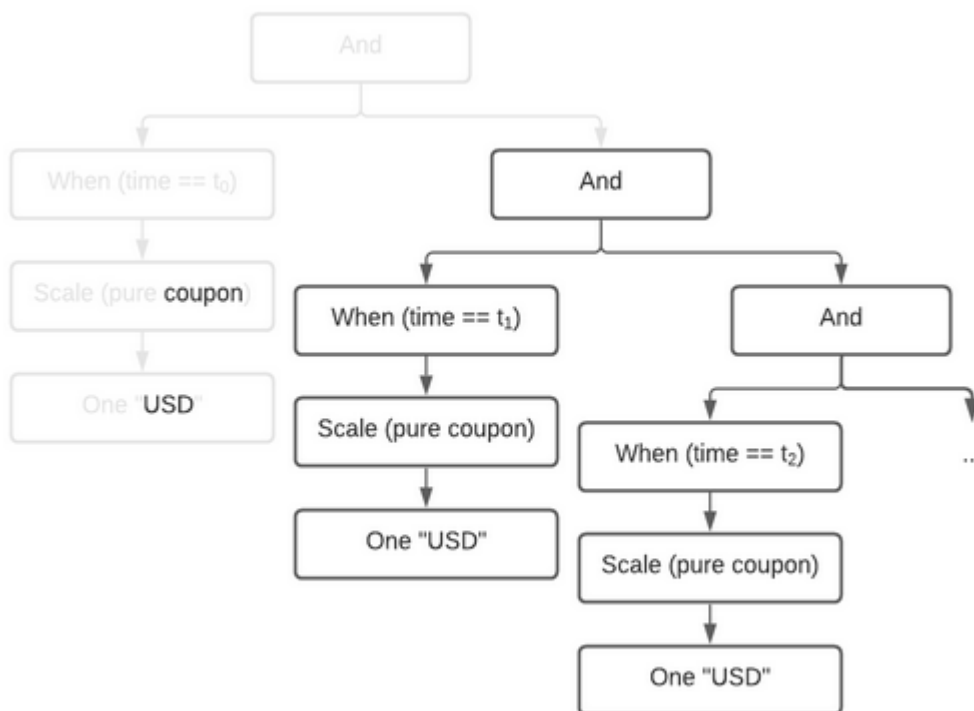 And
When (time == t₀)
And
Scale (pure coupon)
When (time == t₁)
And
One "USD"
Scale (pure coupon)
When (time == t₂)
...
One "USD"
Scale (pure coupon)
One "USD"